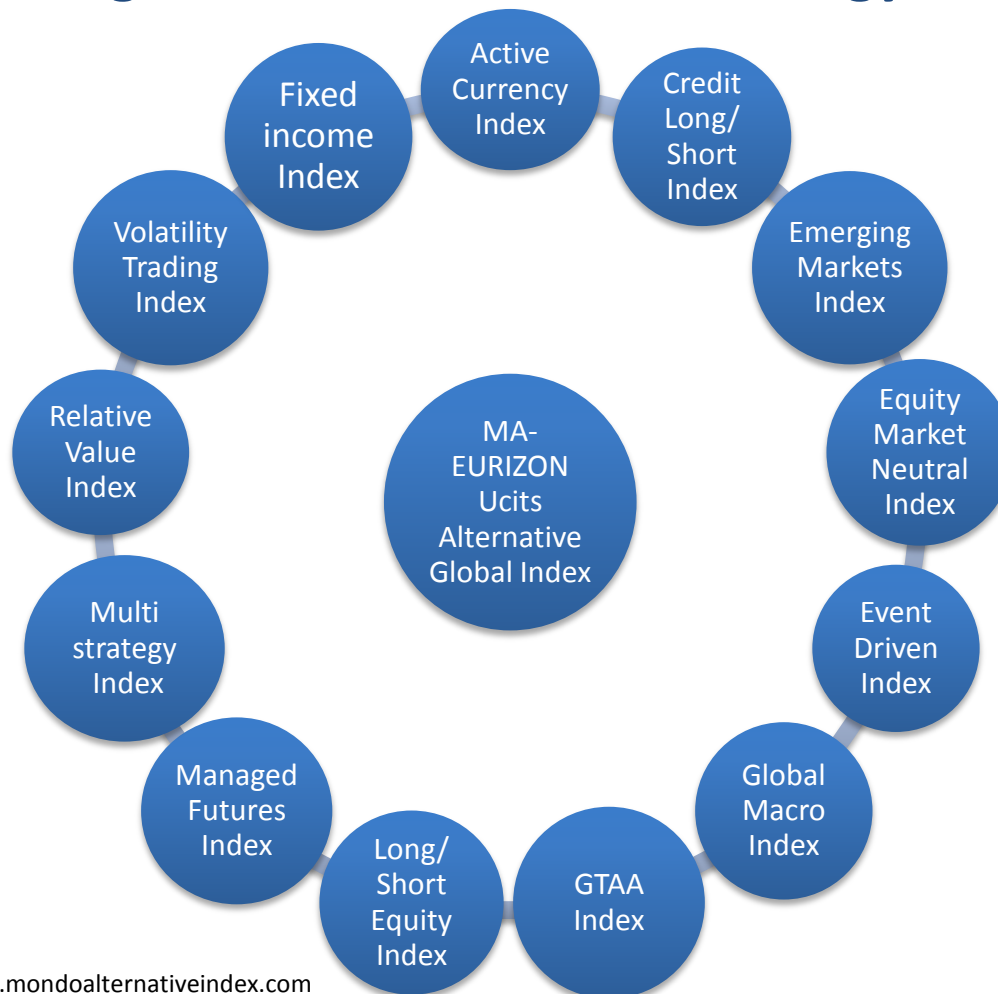 Active
Currency
Index
Credit
Long/
Short
Index
Emerging
Markets
Index
Equity
Market
Neutral
Index
Event
Driven
Index
Global
Macro
Index
GTAA
Index
Long/
Short
Equity
Index
Managed
Futures
Index
Multi
strategy
Index
Relative
Value
Index
Volatility
Trading
Index
Fixed
income
Index
MA-
EURIZON
Ucits
Alternative
Global Index
.mondoalternativeindex.com